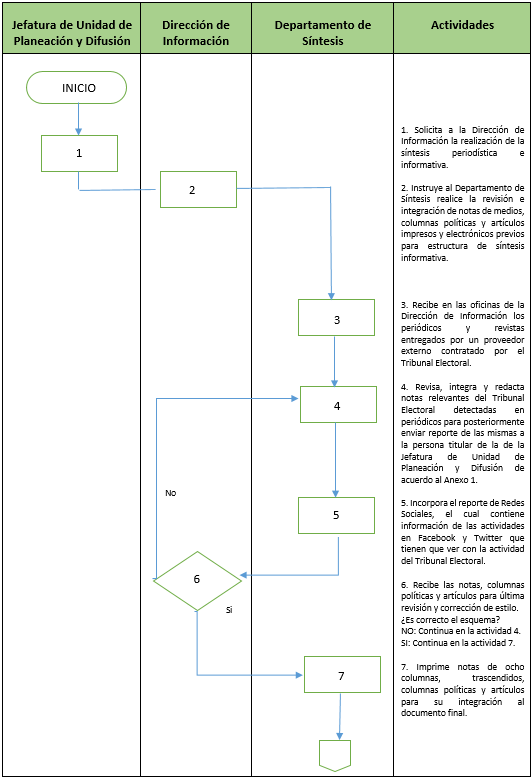 Jefatura de Unidad de
Planeación y Difusión
Dirección de
Información
Departamento de
Síntesis
Actividades
INICIO
1
2
3
4
5
6
7
No
Si
1. Solicita a la Dirección de
Información la realización de la
síntesis periodística e
informativa.
2. Instruye al Departamento de
Síntesis realice la revisión e
integración de notas de medios,
columnas políticas y artículos
impresos y electrónicos previos
para estructura de síntesis
informativa.
3. Recibe en las oficinas de la
Dirección de Información los
periódicos y revistas
entregados por un proveedor
externo contratado por el
Tribunal Electoral.
4. Revisa, integra y redacta
notas relevantes del Tribunal
Electoral detectadas en
periódicos para posteriormente
enviar reporte de las mismas a
la persona titular de la de la
Jefatura de Unidad de
Planeación y Difusión de
acuerdo al Anexo 1.
5. Incorpora el reporte de Redes
Sociales, el cual contiene
información de las actividades
en Facebook y Twitter que
tienen que ver con la actividad
del Tribunal Electoral.
6. Recibe las notas, columnas
políticas y artículos para última
revisión y corrección de estilo.
¿Es correcto el esquema?
NO: Continua en la actividad 4.
SI: Continua en la actividad 7.
7. Imprime notas de ocho
columnas, trascendidos,
columnas políticas y artículos
para su integración al
documento final.